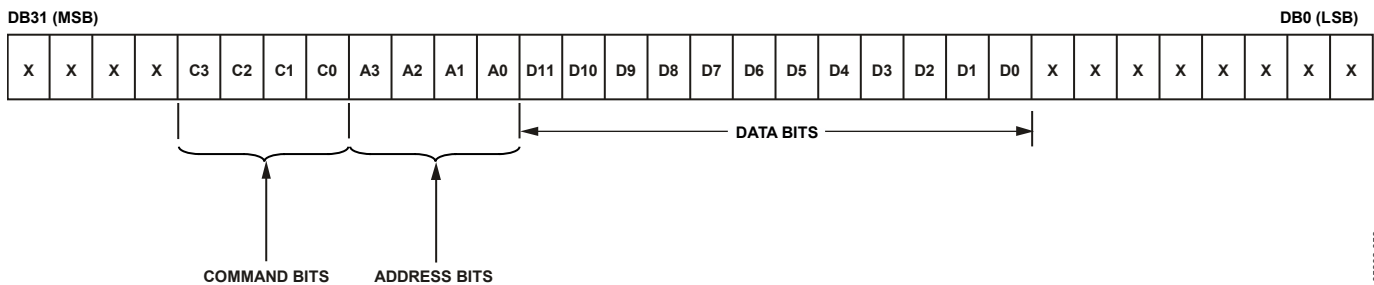 DB31 (MSB) DB0 (LSB)
X X X X C3 C2 C1 C0 A3 A2 A1 A0 D11 D10 D9 D8 D7 D6 D5 D4 D3 D2 D1 D0 X X X X X X X X
DATA BITS
COMMAND BITS ADDRESS BITS